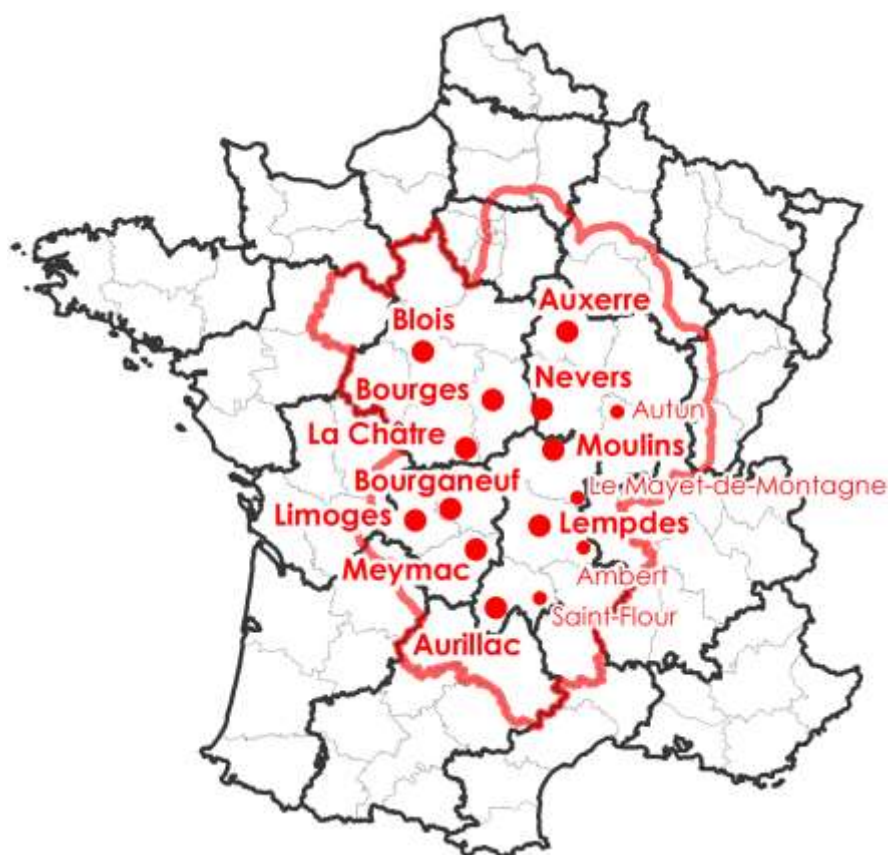 Auxerre
Blois
Bourges
Nevers
Autun
La Châtre
Moulins
Bourganeuf
Le Mayet-de-Montagne
Limoges
Lempdes
Meymac
Ambert
Saint-Flour
Aurillac